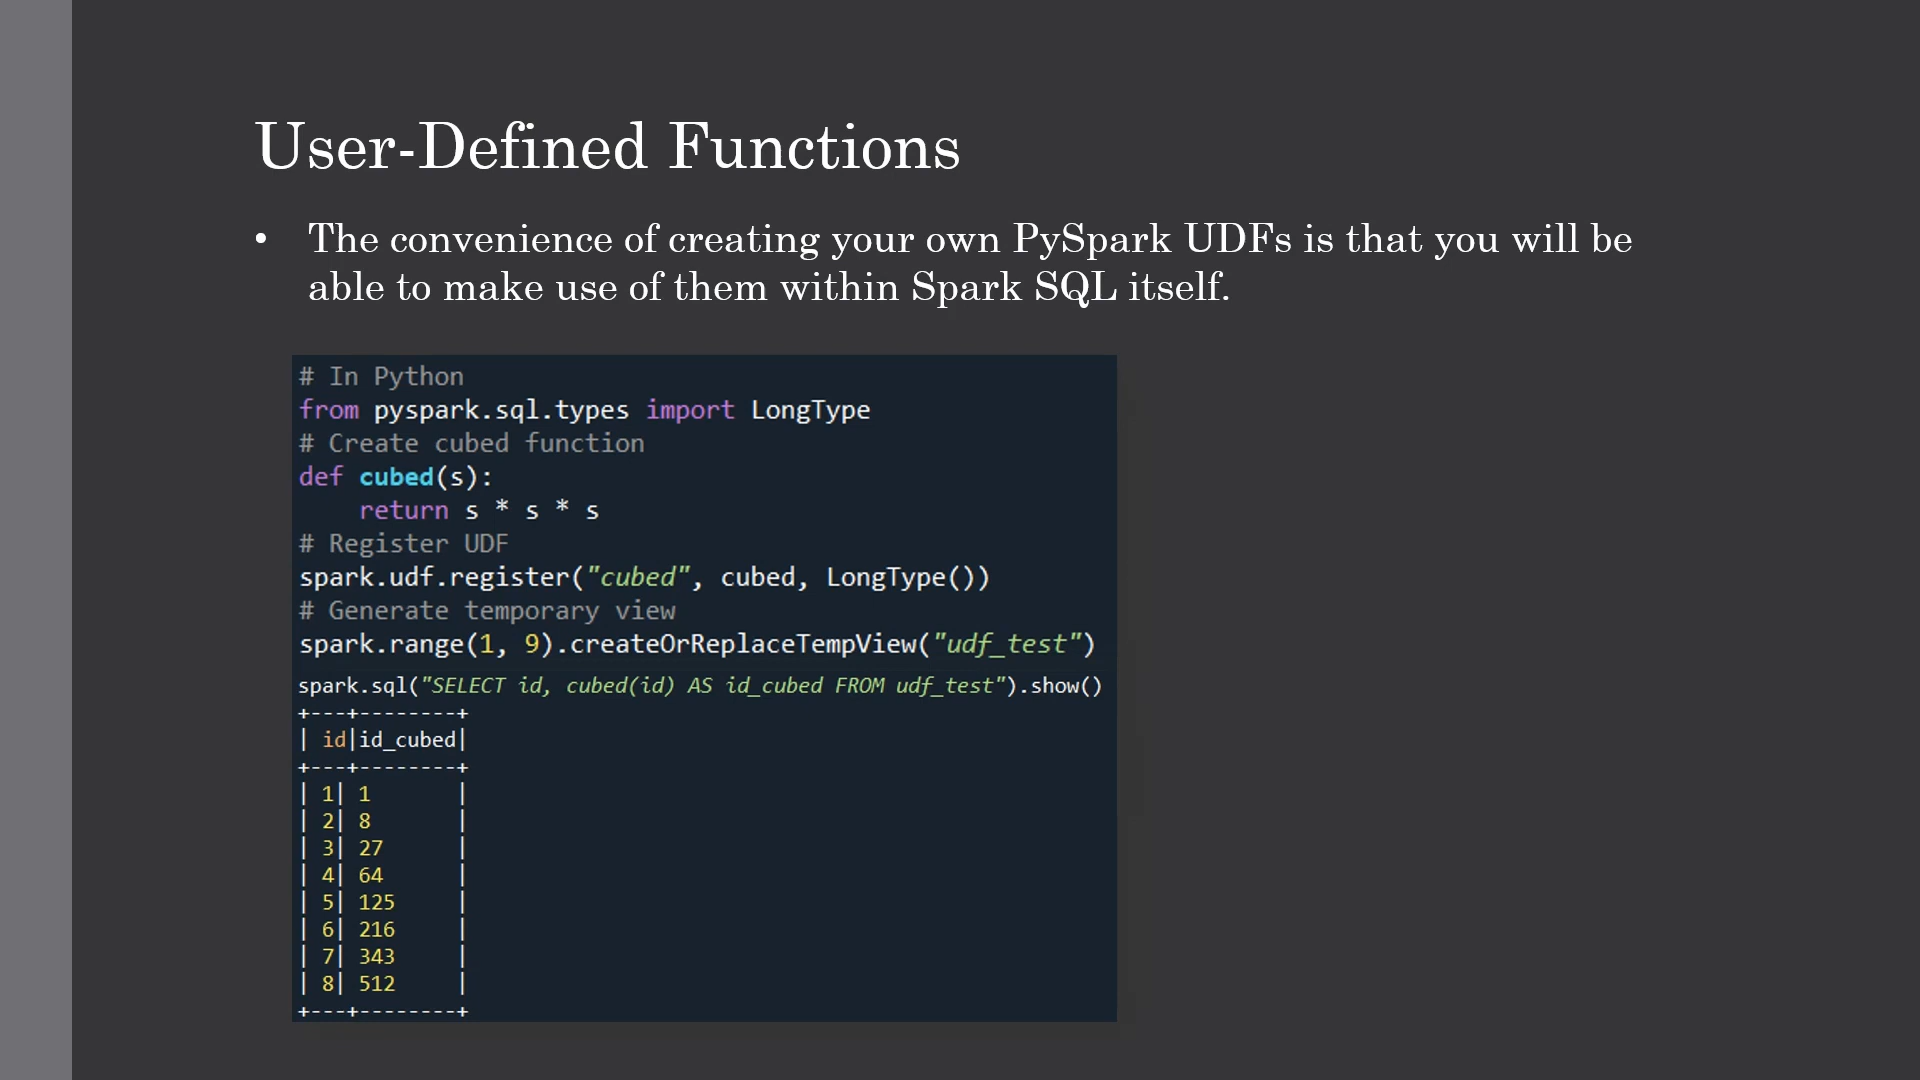 User-Defined Functions
• The convenience of creating your own PySpark UDFs is that you will be
able to make use of them within Spark SQL itself.
# In Python
from pyspark.sql.types import LongType
# Create cubed function
def cubed(s):
    return s * s * s
# Register UDF
spark.udf.register("cubed", cubed, LongType())
# Generate temporary view
spark.range(1, 9).createOrReplaceTempView("udf_test")
spark.sql("SELECT id, cubed(id) AS id_cubed FROM udf_test").show()
+---+--------+
| id|id_cubed|
+---+--------+
| 1| 1       |
| 2| 8       |
| 3| 27      |
| 4| 64      |
| 5| 125     |
| 6| 216     |
| 7| 343     |
| 8| 512     |
+---+--------+